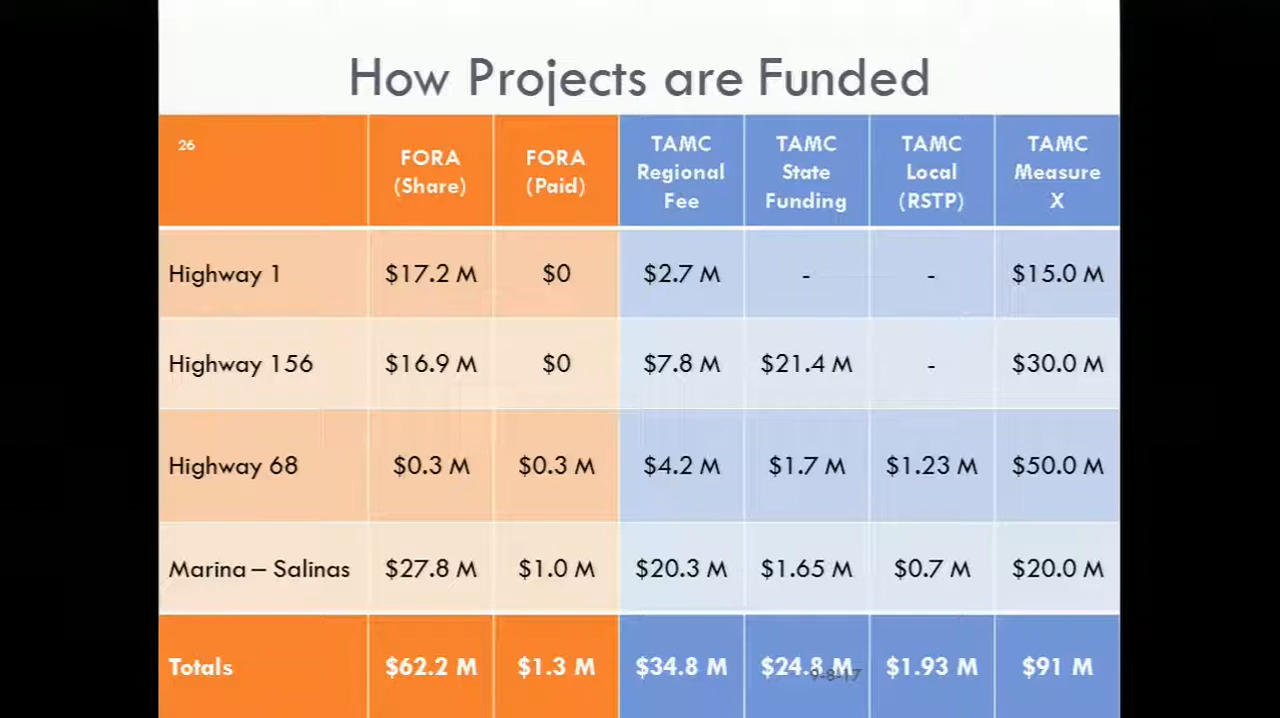 How Projects are Funded
26
FORA (Share)
FORA (Paid)
TAMC Regional Fee
TAMC State Funding
TAMC Local (RSTP)
TAMC Measure X
Highway 1 $17.2 M $0 $2.7 M - - $15.0 M
Highway 156 $16.9 M $0 $7.8 M $21.4 M - $30.0 M
Highway 68 $0.3 M $0.3 M $4.2 M $1.7 M $1.23 M $50.0 M
Marina – Salinas $27.8 M $1.0 M $20.3 M $1.65 M $0.7 M $20.0 M
Totals $62.2 M $1.3 M $34.8 M $24.8 M $1.93 M $91 M
9-8-17